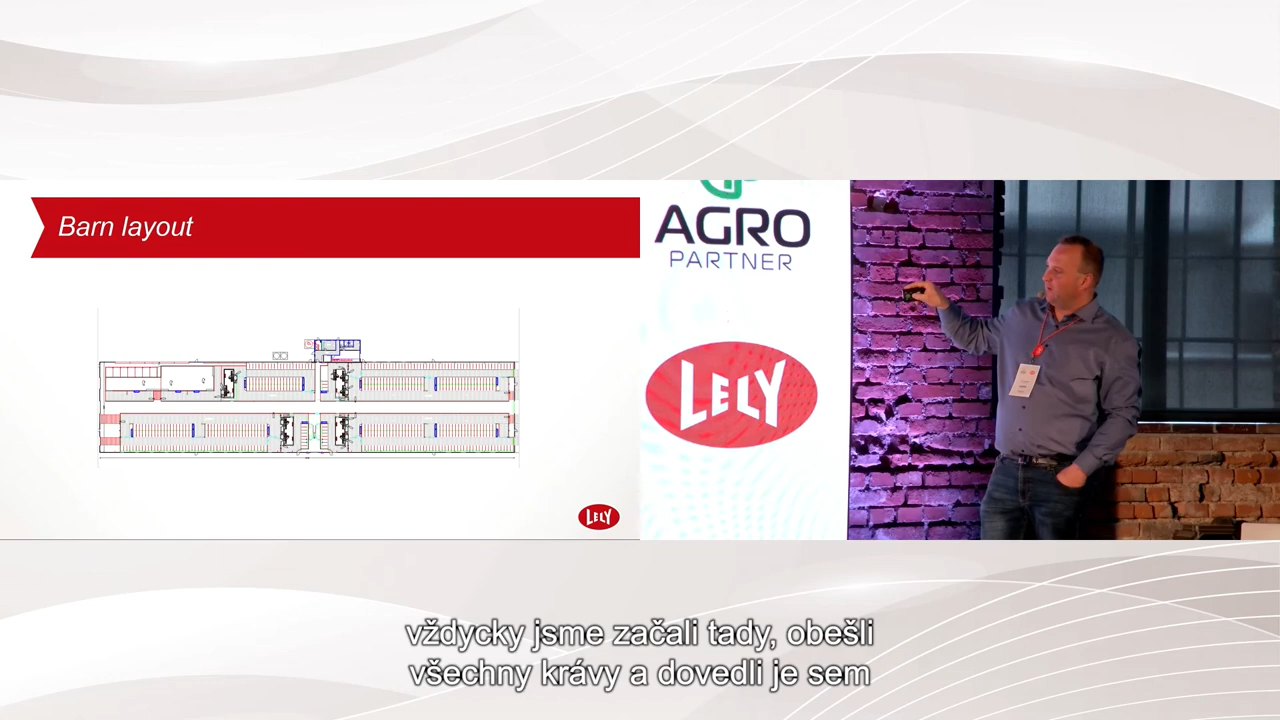 Barn layout
AGRO
PARTNER
LELY
LELY
vždycky jsme začali tady, obešli
všechny krávy a dovedli je sem